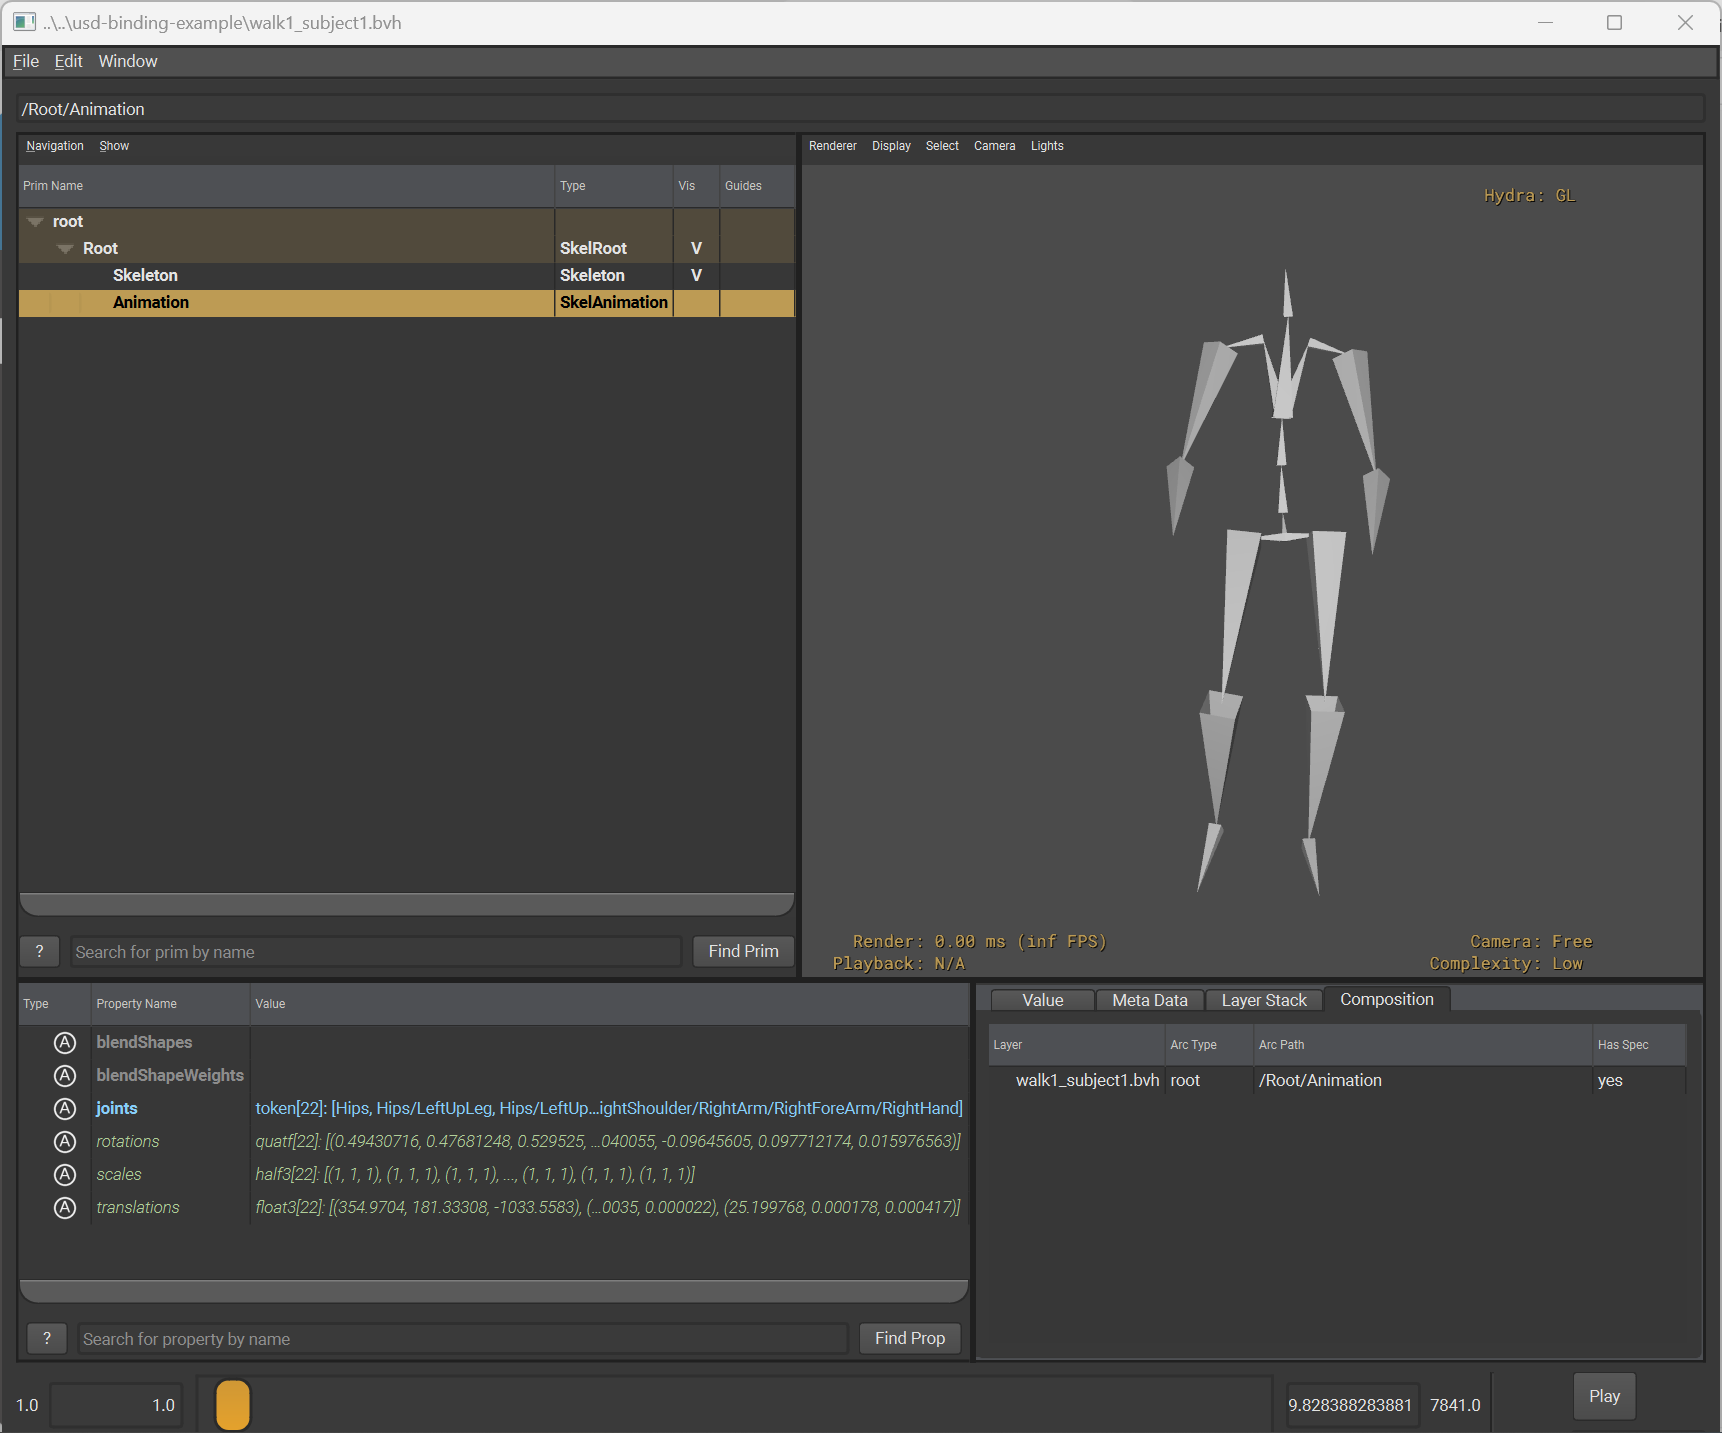 ..\..\usd-binding-example\walk1_subject1.bvh
File Edit Window
/Root/Animation
Navigation Show
Prim Name Type Vis Guides
root
Root SkelRoot V
Skeleton Skeleton V
Animation SkelAnimation
? Search for prim by name Find Prim
Renderer Display Select Camera Lights
Hydra: GL
Render: 0.00 ms (inf FPS)
Playback: N/A
Camera: Free
Complexity: Low
Type Property Name Value
A blendShapes
A blendShapeWeights
A joints token[22]: [Hips, Hips/LeftUpLeg, Hips/LeftUp...ightShoulder/RightArm/RightForeArm/RightHand]
A rotations quatf[22]: [(0.49430716, 0.47681248, 0.529525, ...040055, -0.09645605, 0.097712174, 0.015976563)]
A scales half3[22]: [(1, 1, 1), (1, 1, 1), (1, 1, 1), ..., (1, 1, 1), (1, 1, 1), (1, 1, 1)]
A translations float3[22]: [(354.9704, 181.33308, -1033.5583), (...0035, 0.000022), (25.199768, 0.000178, 0.000417)]
? Search for property by name Find Prop
Value Meta Data Layer Stack Composition
Layer Arc Type Arc Path Has Spec
walk1_subject1.bvh root /Root/Animation yes
1.0 1.0 9.828388283881 7841.0 Play